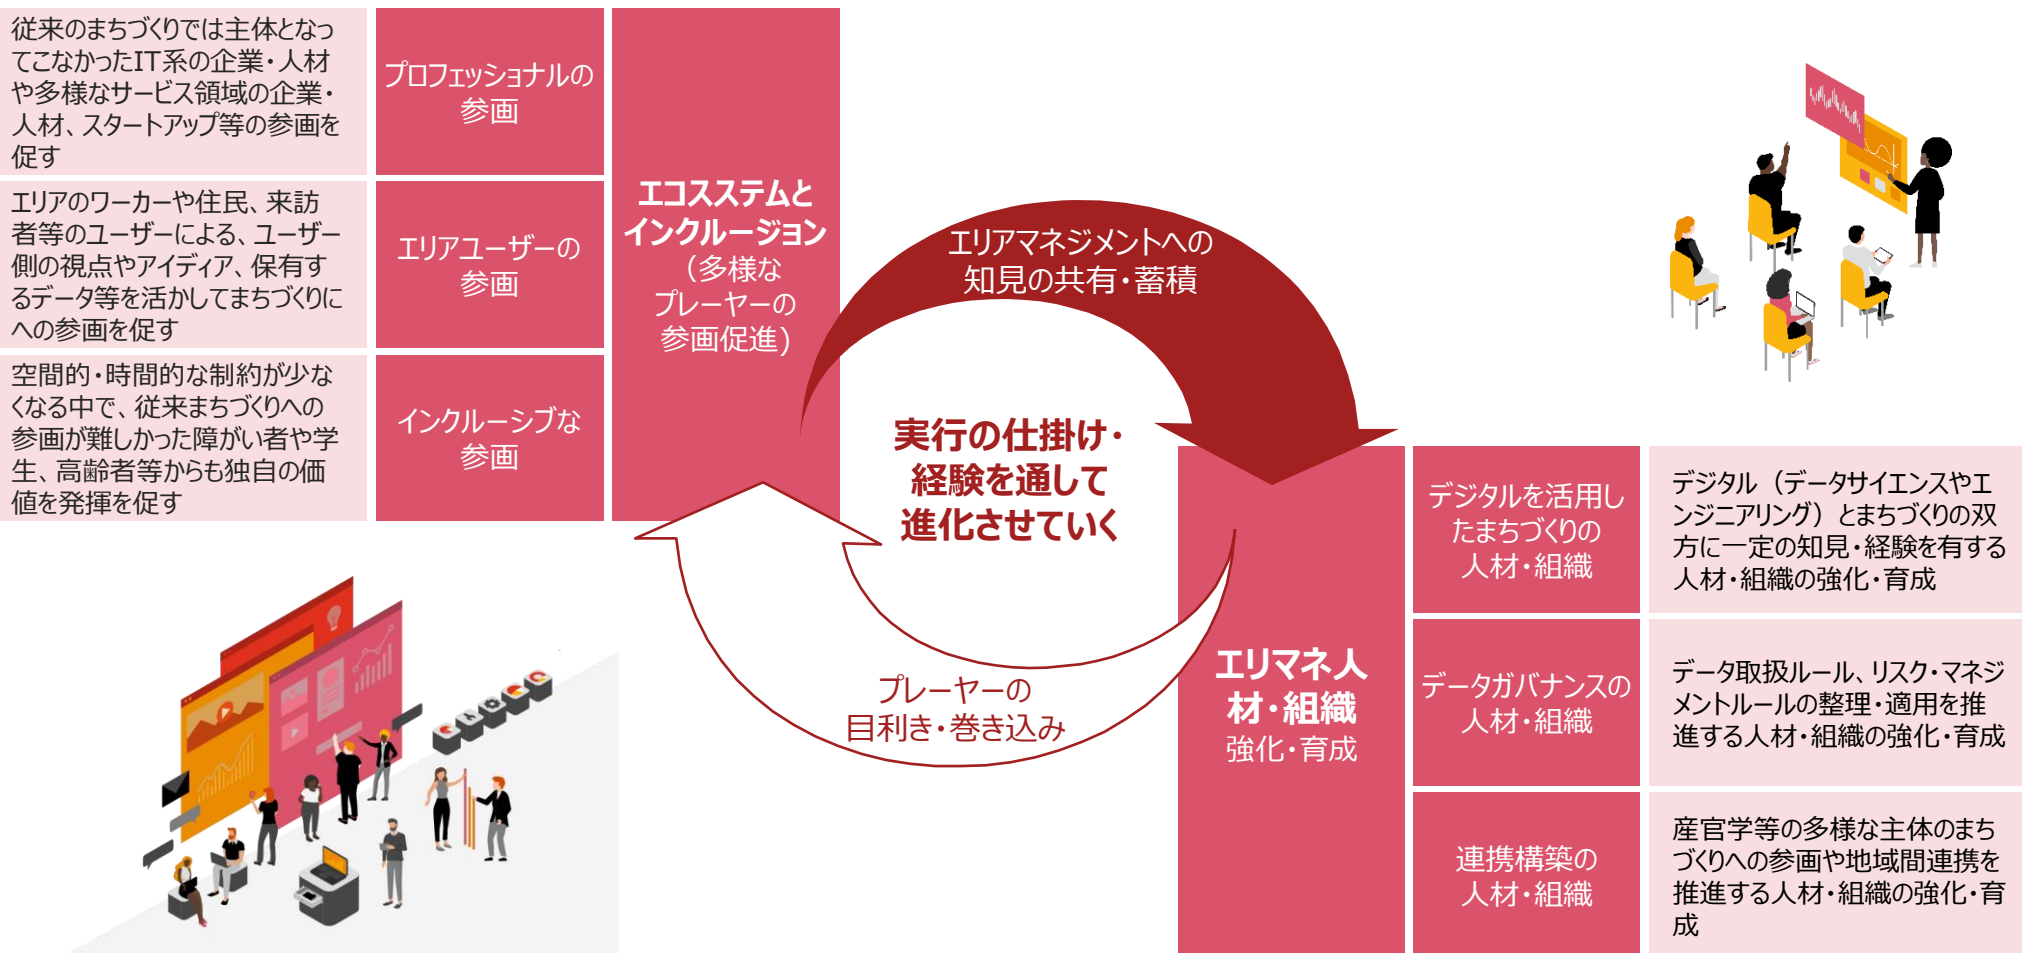 従来のまちづくりでは主体となっ
てこなかったIT系の企業・人材
や多様なサービス領域の企業・
人材、スタートアップ等の参画を
促す
プロフェッショナルの
参画
エリアのワーカーや住民、来訪
者等のユーザーによる、ユーザー
側の視点やアイディア、保有す
るデータ等を活かしてまちづくりに
への参画を促す
エリアユーザーの
参画
空間的・時間的な制約が少な
くなる中で、従来まちづくりへの
参画が難しかった障がい者や学
生、高齢者等からも独自の価
値を発揮を促す
インクルーシブな
参画
エコスステムと
インクルージョン
（多様な
プレーヤーの
参画促進)
エリアマネジメントへの
知見の共有・蓄積
実行の仕掛け・
経験を通して
進化させていく
プレーヤーの
目利き・巻き込み
エリマネ人
材・組織
強化・育成
デジタルを活用し
たまちづくりの
人材・組織
デジタル（データサイエンスやエ
ンジニアリング）とまちづくりの双
方に一定の知見・経験を有する
人材・組織の強化・育成
データガバナンスの
人材・組織
データ取扱ルール、リスク・マネジ
メントルールの整理・適用を推
進する人材・組織の強化・育成
連携構築の
人材・組織
産官学等の多様な主体のまち
づくりへの参画や地域間連携を
推進する人材・組織の強化・育
成